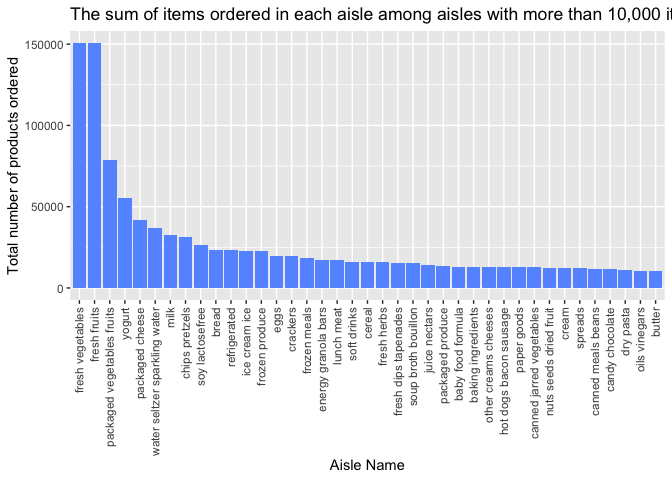 The sum of items ordered in each aisle among aisles with more than 10,000
Total number of products ordered
150000
100000
50000
0
fresh vegetables
fresh fruits
packaged vegetables fruits
yogurt
packaged cheese
water seltzer sparkling water
milk
chips pretzels
soy lactosefree
bread
refrigerated
ice cream ice
frozen produce
eggs
crackers
frozen meals
energy granola bars
lunch meat
soft drinks
cereal
fresh herbs
fresh dips tapenades
soup broth bouillon
juice nectars
packaged produce
baby food formula
baking ingredients
other creams cheeses
hot dogs bacon sausage
paper goods
canned jarred vegetables
nuts seeds dried fruit
cream
spreads
canned meals beans
candy chocolate
dry pasta
oils vinegars
butter
Aisle Name